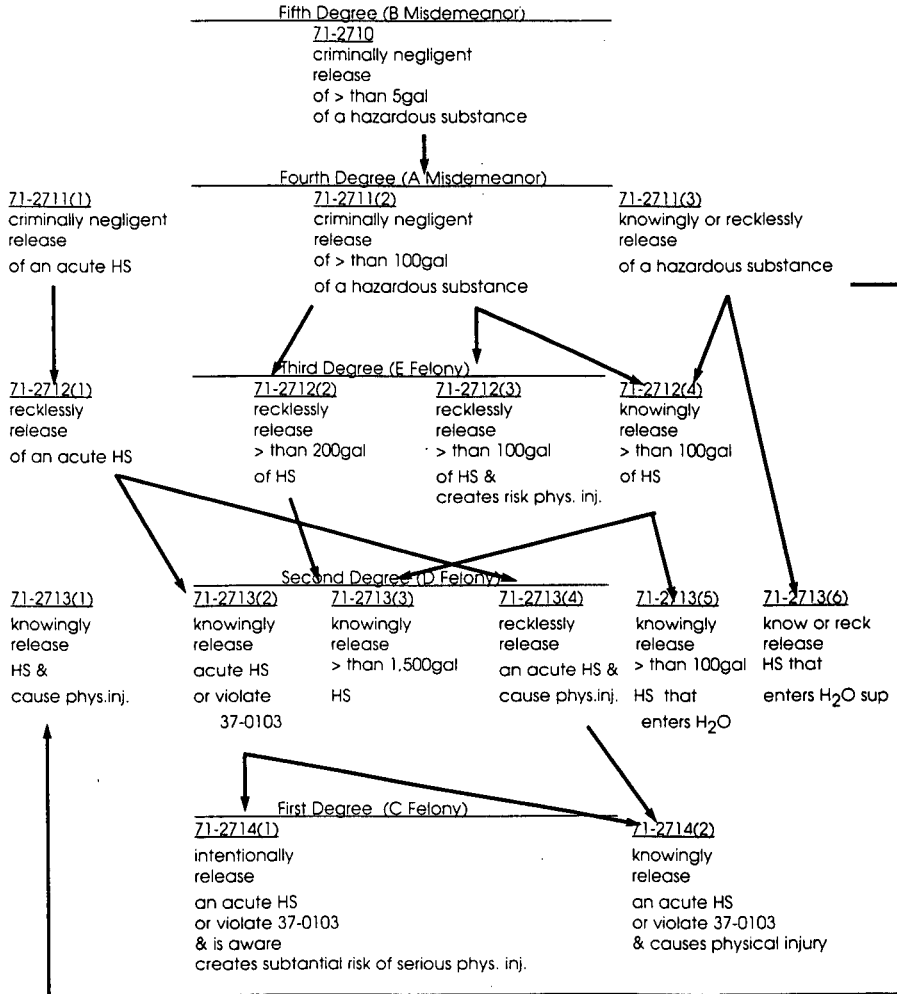 Fifth Degree (B Misdemeanor)
71-2710
criminally negligent
release
of > than 5gal
of a hazardous substance
Fourth Degree (A Misdemeanor)
71-2711(1)
criminally negligent
release
of an acute HS
71-2711(2)
criminally negligent
release
of > than 100gal
of a hazardous substance
71-2711(3)
knowingly or recklessly
release
of a hazardous substance
Third Degree (E Felony)
71-2712(1)
recklessly
release
of an acute HS
71-2712(2)
recklessly
release
> than 200gal
of HS
71-2712(3)
recklessly
release
> than 100gal
of HS &
creates risk phys. inj.
71-2712(4)
knowingly
release
> than 100gal
of HS
Second Degree (D Felony)
71-2713(1)
knowingly
release
HS &
cause phys.inj.
71-2713(2)
knowingly
release
acute HS
or violate
37-0103
71-2713(3)
knowingly
release
> than 1,500gal
HS
71-2713(4)
recklessly
release
an acute HS &
cause phys.inj.
71-2713(5)
knowingly
release
> than 100gal
HS that
enters H2O
71-2713(6)
know or reck
release
HS that
enters H2O sup
First Degree (C Felony)
71-2714(1)
intentionally
release
an acute HS
or violate 37-0103
& is aware
creates subtantial risk of serious phys. inj.
71-2714(2)
knowingly
release
an acute HS
or violate 37-0103
& causes physical injury